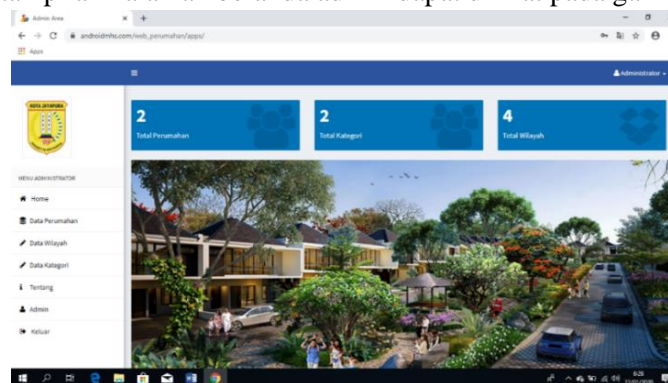 Admin Area
androidmhs.com/web_perumahan/apps/
Apps
Administrator
KOTA JAYAPURA
2
Total Perumahan
2
Total Kategori
4
Total Wilayah
MENU ADMINISTRATOR
Home
Data Perumahan
Data Wilayah
Data Kategori
Tentang
Admin
Keluar